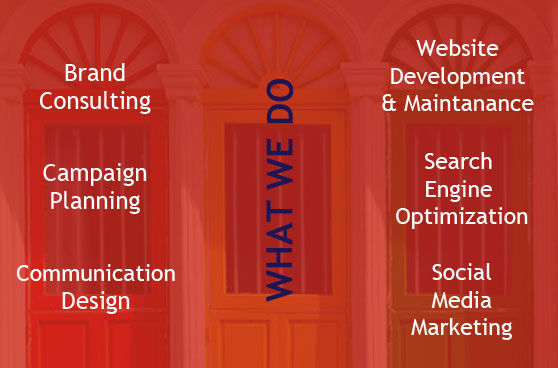 Brand
Consulting
Campaign
Planning
Communication
Design
WHAT WE DO
Website
Development
& Maintanance
Search
Engine
Optimization
Social
Media
Marketing